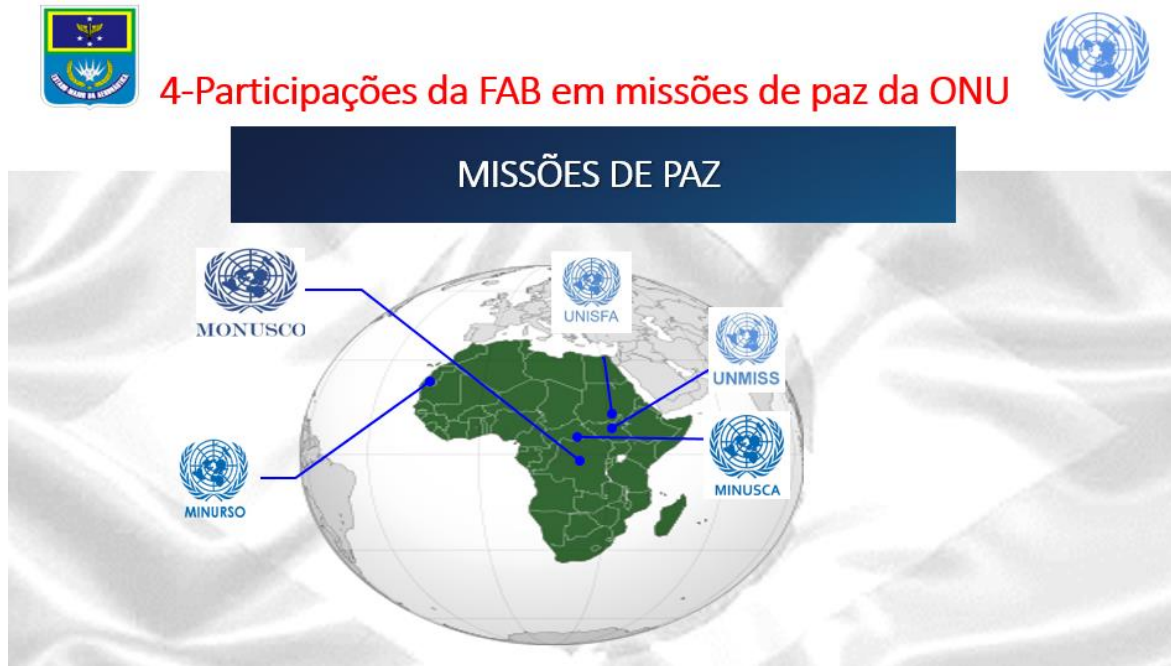 4-Participações da FAB em missões de paz da ONU
MISSÕES DE PAZ
MONUSCO
UNISFA
UNMISS
MINURSO
MINUSCA